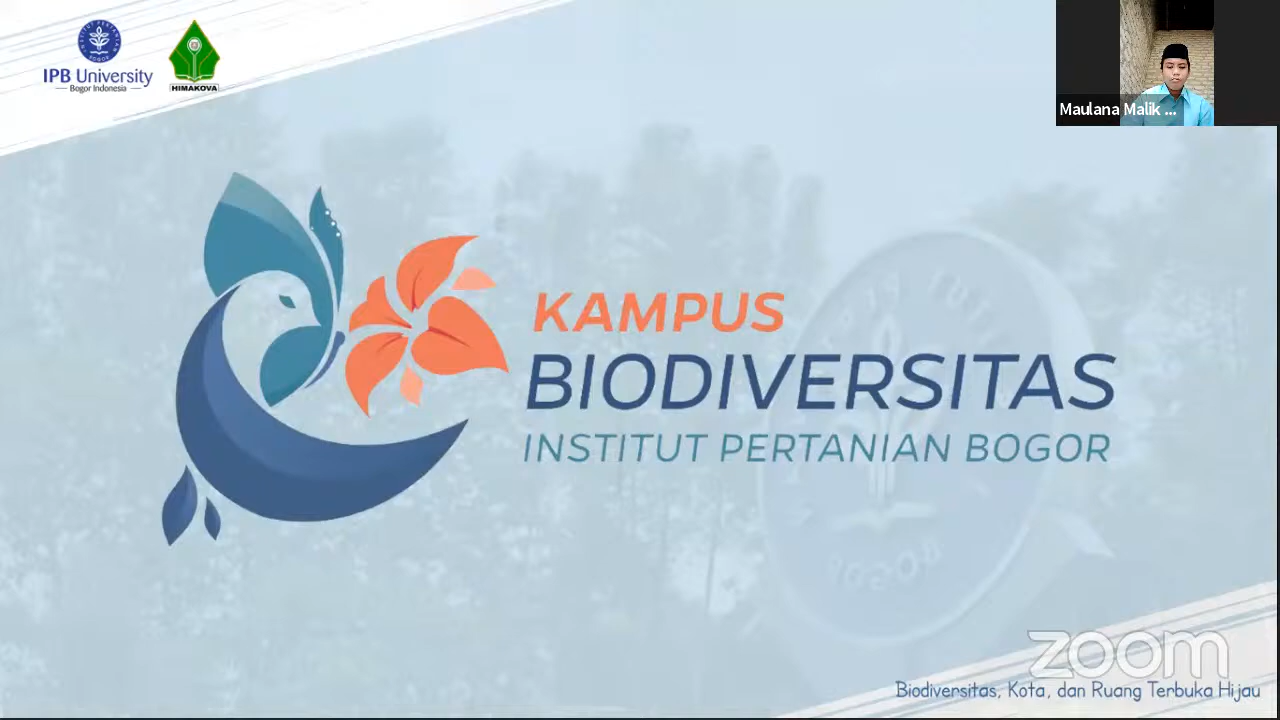 IPB University
Bogor Indonesia
HIMAKOVA
Maulana Malik ...
KAMPUS
BIODIVERSITAS
INSTITUT PERTANIAN BOGOR
zoom
Biodiversitas, Kota, dan Ruang Terbuka Hijau